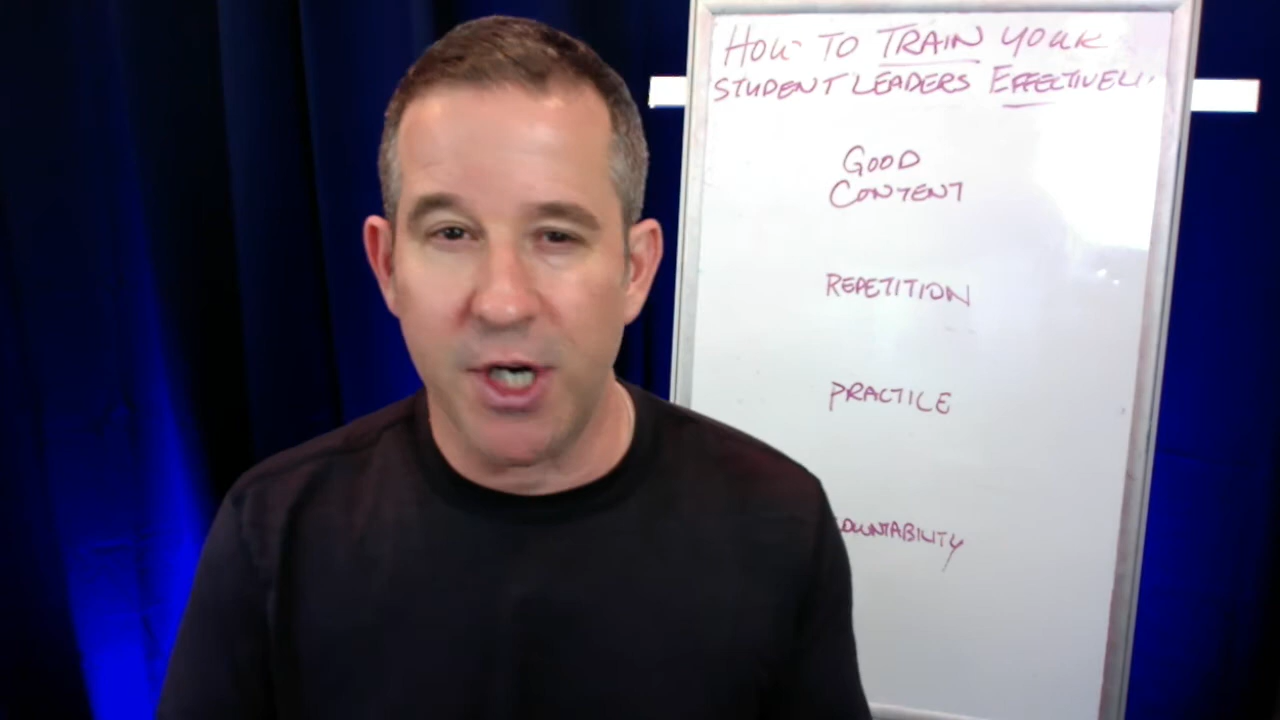 HOW TO TRAIN YOUR
STUDENT LEADERS EFFECTIVEL
GOOD
CONTENT
REPETITION
PRACTICE
OUNTABILITY